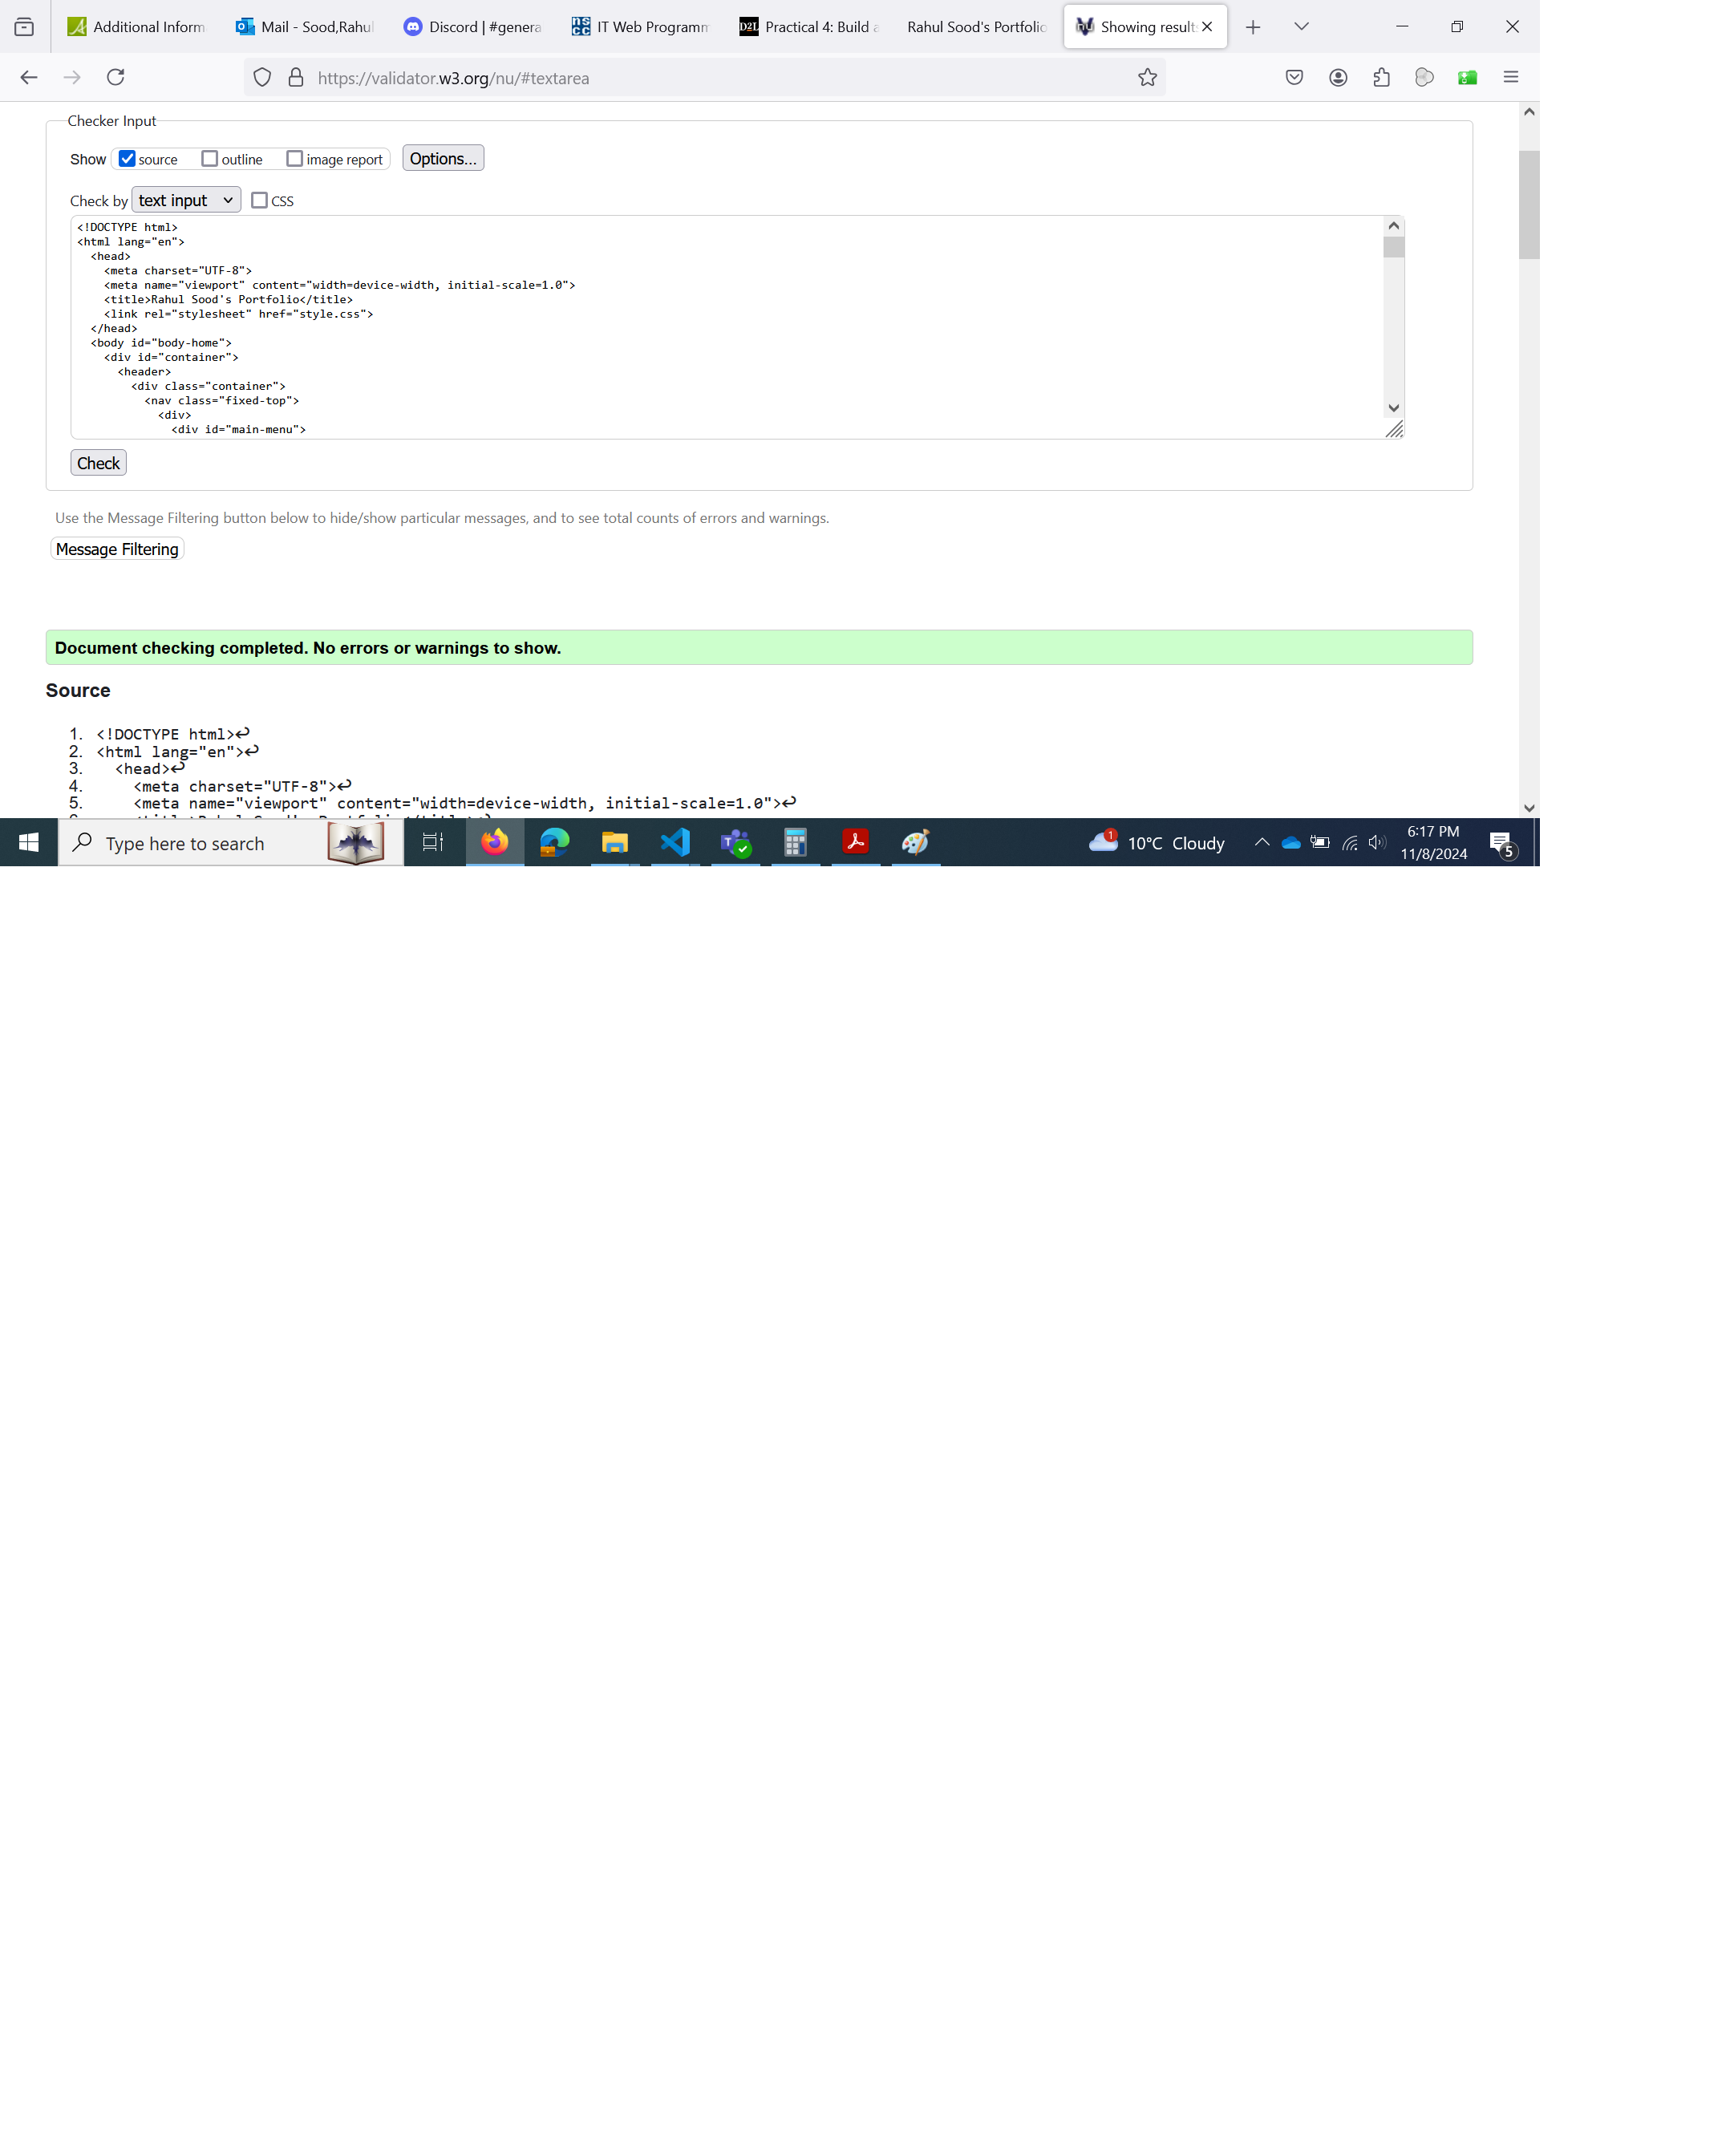 Additional Inform
Mail - Sood,Rahul
Discord | #genera
IT Web Programm
Practical 4: Build a
Rahul Sood's Portfolio
Showing results
https://validator.w3.org/nu/#textarea
Checker Input
Show source outline image report Options...
Check by text input CSS
<!DOCTYPE html>
<html lang="en">
<head>
<meta charset="UTF-8">
<meta name="viewport" content="width=device-width, initial-scale=1.0">
<title>Rahul Sood's Portfolio</title>
<link rel="stylesheet" href="style.css">
</head>
<body id="body-home">
<div id="container">
<header>
<div class="container">
<nav class="fixed-top">
<div>
<div id="main-menu">
Check
Use the Message Filtering button below to hide/show particular messages, and to see total counts of errors and warnings.
Message Filtering
Document checking completed. No errors or warnings to show.
Source
1. <!DOCTYPE html>↩
2. <html lang="en">↩
3. <head>↩
4. <meta charset="UTF-8">↩
5. <meta name="viewport" content="width=device-width, initial-scale=1.0">↩
Type here to search
1
10°C Cloudy
6:17 PM
11/8/2024
5